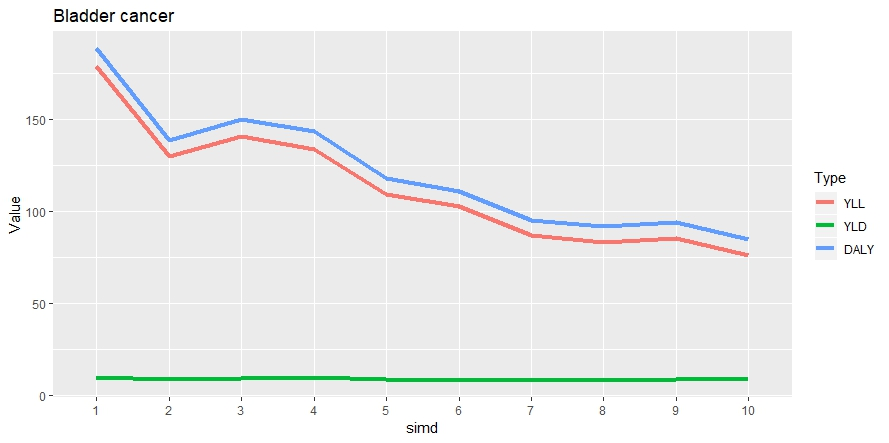 Bladder cancer
Value
150
100
50
0
1 2 3 4 5 6 7 8 9 10
simd
Type
YLL
YLD
DALY